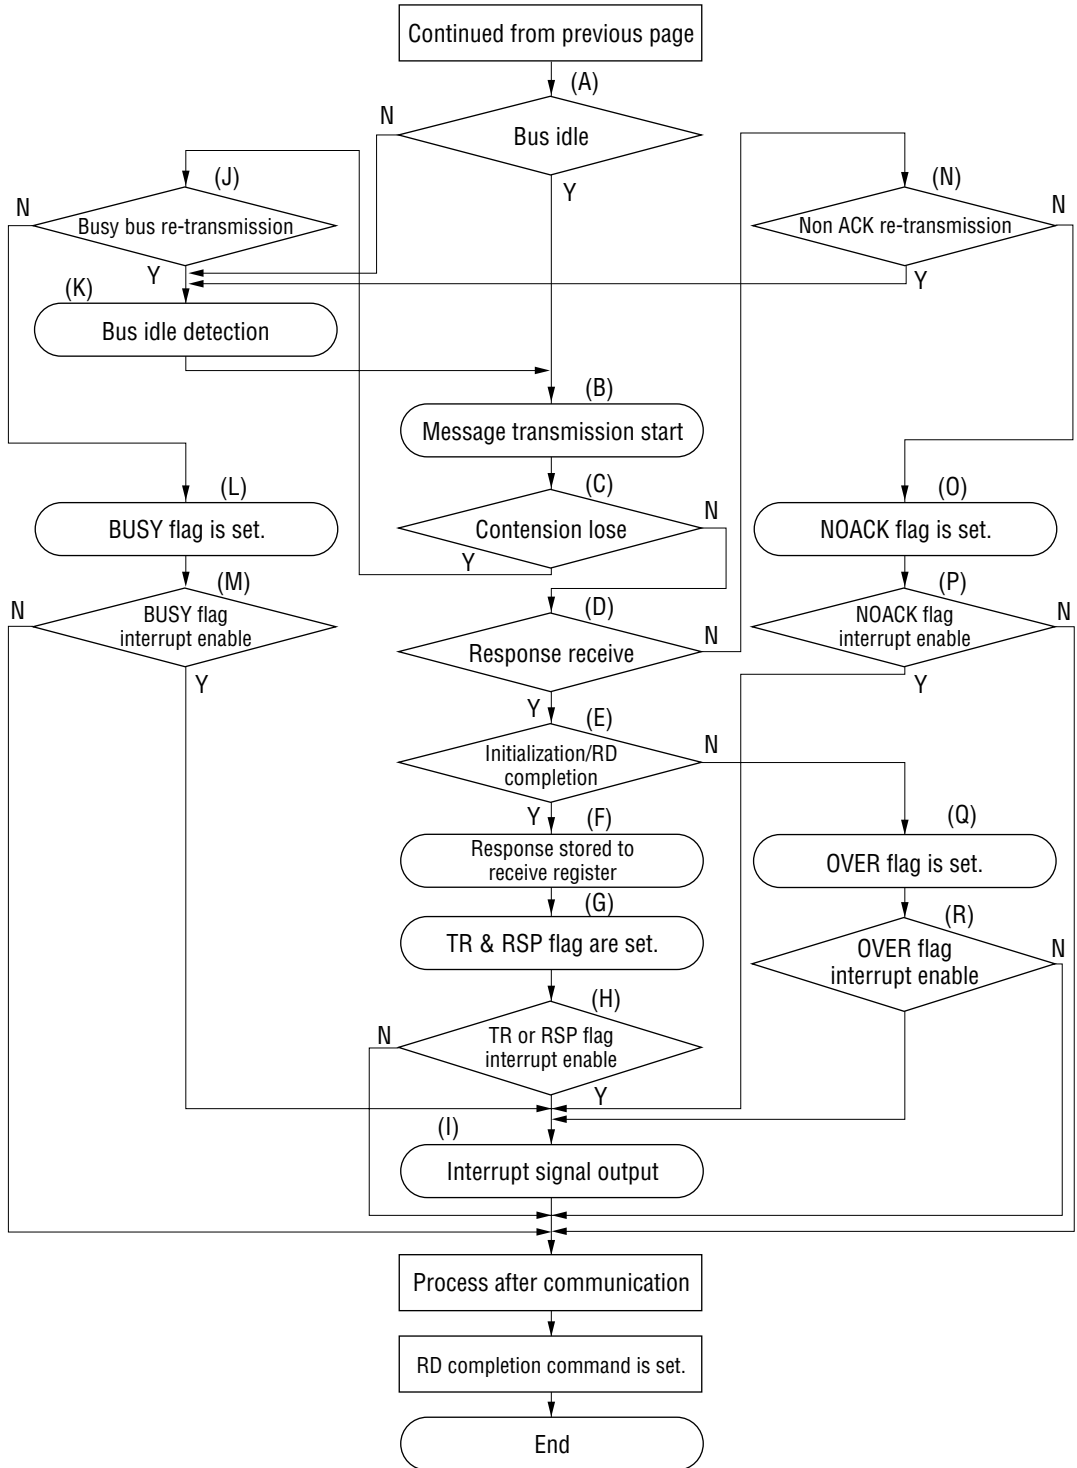 Continued from previous page
(A)
N
Bus idle
Y
(J)
N
Busy bus re-transmission
Y
(N)
N
Non ACK re-transmission
Y
(K)
Bus idle detection
(B)
Message transmission start
(C)
N
Contension lose
Y
(L)
BUSY flag is set.
(M)
N
BUSY flag
interrupt enable
Y
(O)
NOACK flag is set.
(P)
N
NOACK flag
interrupt enable
Y
(D)
N
Response receive
Y
(E)
N
Initialization/RD
completion
Y
(F)
Response stored to
receive register
(G)
TR & RSP flag are set.
(Q)
OVER flag is set.
(R)
N
OVER flag
interrupt enable
(H)
N
TR or RSP flag
interrupt enable
Y
(I)
Interrupt signal output
Process after communication
RD completion command is set.
End